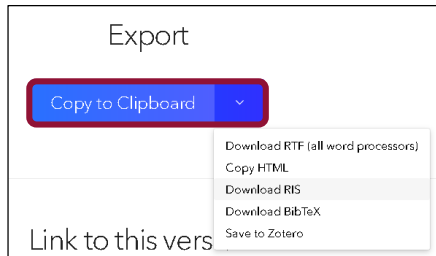 Export
Copy to Clipboard
Download RTF (all word processors)
Copy HTML
Download RIS
Download BibTeX
Save to Zotero
Link to this vers